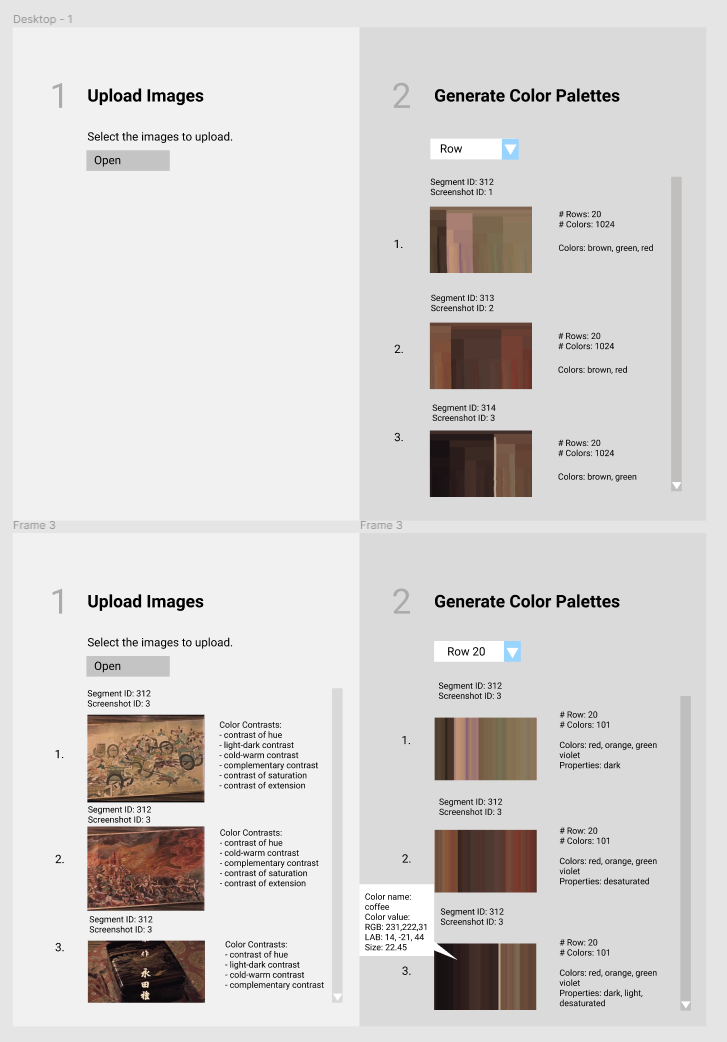 Desktop - 1
1
Upload Images
Select the images to upload.
Open
2
Generate Color Palettes
Row
Segment ID: 312
Screenshot ID: 1
1.
# Rows: 20
# Colors: 1024
Colors: brown, green, red
Segment ID: 313
Screenshot ID: 2
2.
# Rows: 20
# Colors: 1024
Colors: brown, red
Segment ID: 314
Screenshot ID: 3
3.
# Rows: 20
# Colors: 1024
Colors: brown, green
Frame 3
1
Upload Images
Select the images to upload.
Open
Segment ID: 312
Screenshot ID: 3
1.
Color Contrasts:
- contrast of hue
- light-dark contrast
- cold-warm contrast
- complementary contrast
- contrast of saturation
- contrast of extension
Segment ID: 312
Screenshot ID: 3
2.
Color Contrasts:
- contrast of hue
- cold-warm contrast
- complementary contrast
- contrast of saturation
- contrast of extension
Segment ID: 312
Screenshot ID: 3
3.
永
田
Color Contrasts:
- contrast of hue
- light-dark contrast
- cold-warm contrast
- complementary contrast
Frame 3
2
Generate Color Palettes
Row 20
Segment ID: 312
Screenshot ID: 3
1.
# Row: 20
# Colors: 101
Colors: red, orange, green
violet
Properties: dark
Segment ID: 312
Screenshot ID: 3
2.
# Row: 20
# Colors: 101
Colors: red, orange, green
violet
Properties: desaturated
Color name:
coffee
Color value:
RGB: 231,222,31
LAB: 14, -21, 44
Size: 22.45
Segment ID: 312
Screenshot ID: 3
3.
# Row: 20
# Colors: 101
Colors: red, orange, green
violet
Properties: dark, light,
desaturated